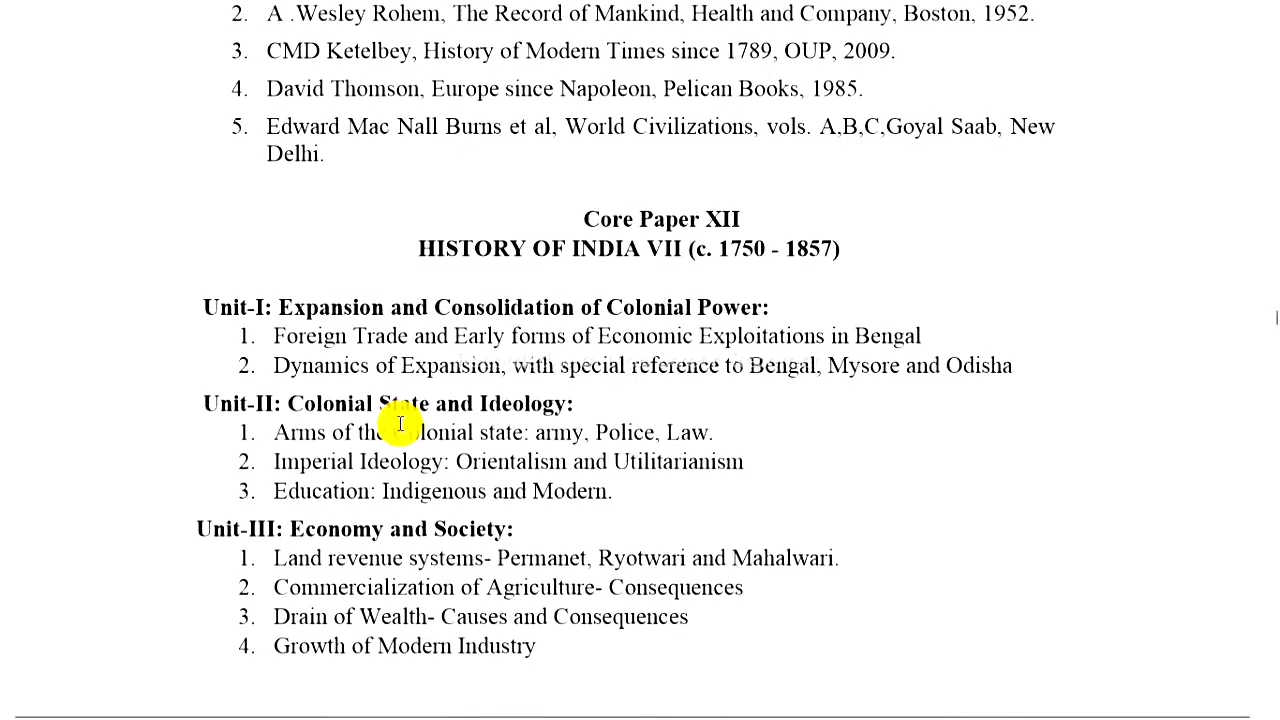 2. A .Wesley Rohem, The Record of Mankind, Health and Company, Boston, 1952.
3. CMD Ketelbey, History of Modern Times since 1789, OUP, 2009.
4. David Thomson, Europe since Napoleon, Pelican Books, 1985.
5. Edward Mac Nall Burns et al, World Civilizations, vols. A,B,C,Goyal Saab, New
Delhi.
Core Paper XII
HISTORY OF INDIA VII (c. 1750 - 1857)
Unit-I: Expansion and Consolidation of Colonial Power:
1. Foreign Trade and Early forms of Economic Exploitations in Bengal
2. Dynamics of Expansion, with special reference to Bengal, Mysore and Odisha
Unit-II: Colonial State and Ideology:
1. Arms of the Colonial state: army, Police, Law.
2. Imperial Ideology: Orientalism and Utilitarianism
3. Education: Indigenous and Modern.
Unit-III: Economy and Society:
1. Land revenue systems- Permanet, Ryotwari and Mahalwari.
2. Commercialization of Agriculture- Consequences
3. Drain of Wealth- Causes and Consequences
4. Growth of Modern Industry